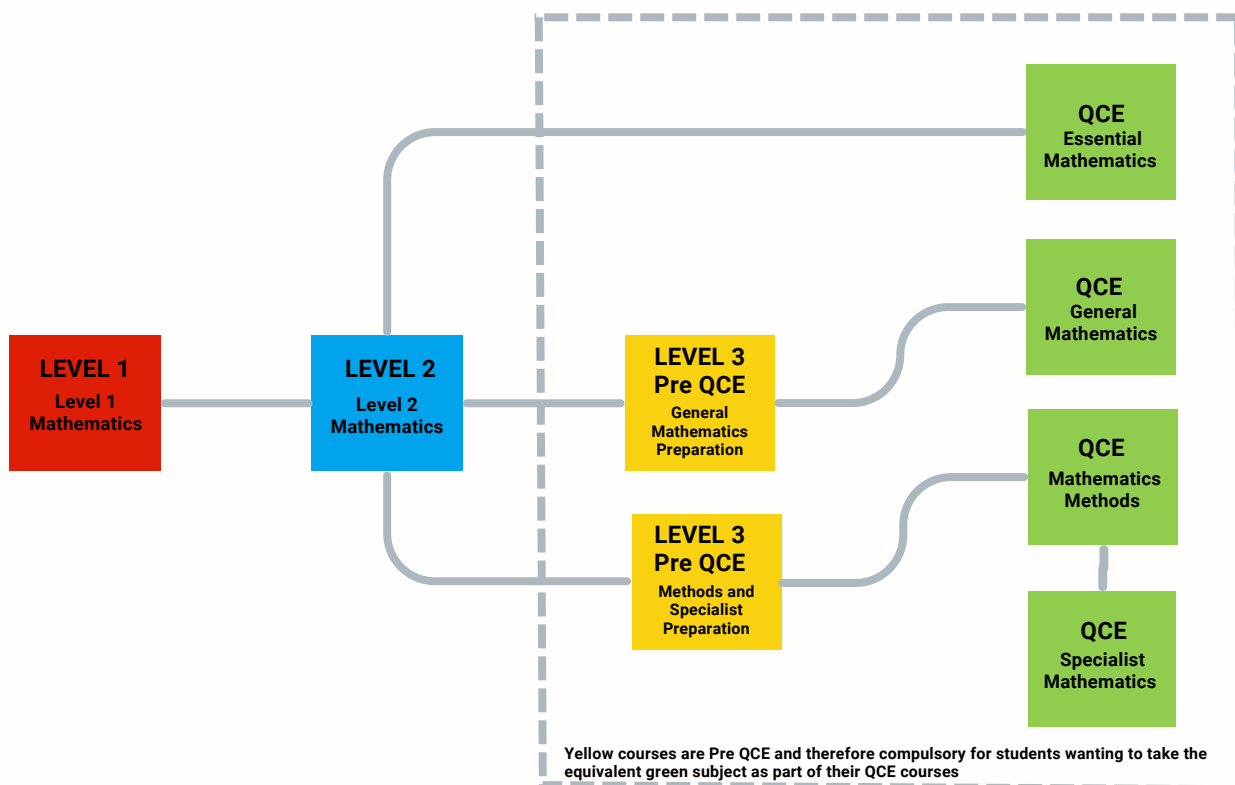 QCE
Essential
Mathematics
QCE
General
Mathematics
LEVEL 1
Level 1
Mathematics
LEVEL 2
Level 2
Mathematics
LEVEL 3
Pre QCE
General
Mathematics
Preparation
QCE
Mathematics
Methods
LEVEL 3
Pre QCE
Methods and
Specialist
Preparation
QCE
Specialist
Mathematics
Yellow courses are Pre QCE and therefore compulsory for students wanting to take the
equivalent green subject as part of their QCE courses